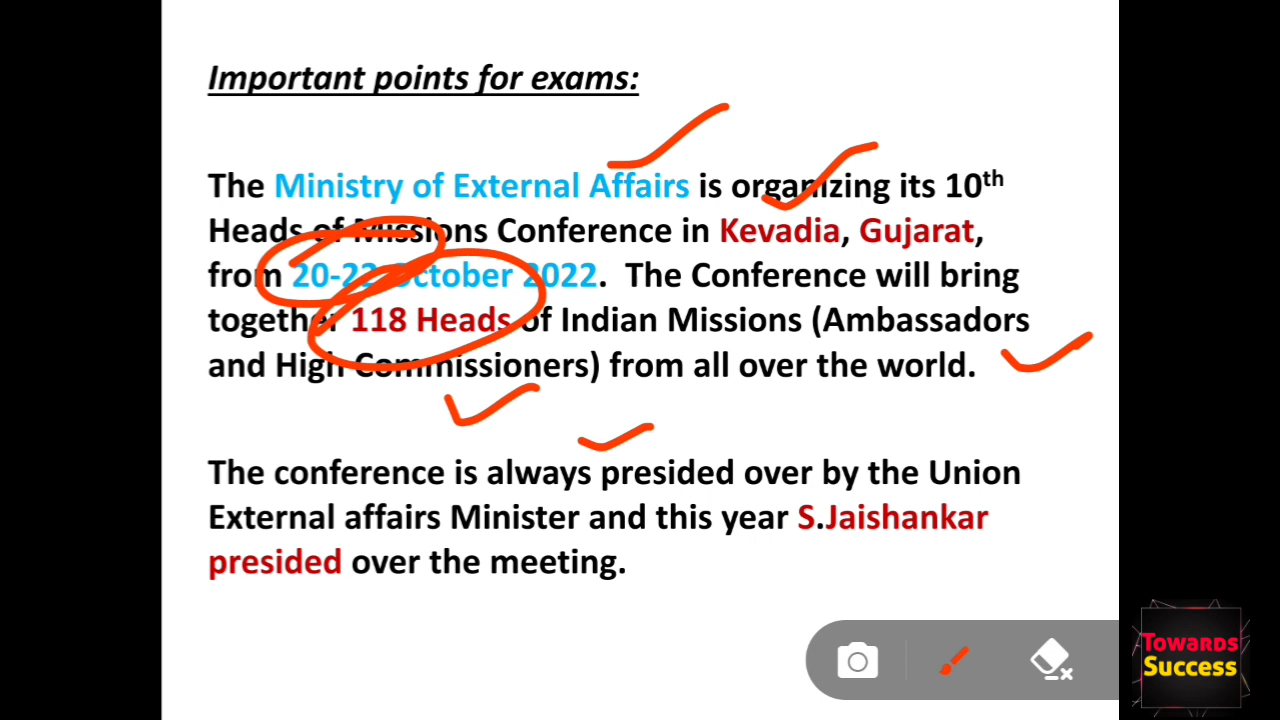 Important points for exams:
The Ministry of External Affairs is organizing its 10th
Heads of Missions Conference in Kevadia, Gujarat,
from 20-22 October 2022. The Conference will bring
together 118 Heads of Indian Missions (Ambassadors
and High Commissioners) from all over the world.
The conference is always presided over by the Union
External affairs Minister and this year S.Jaishankar
presided over the meeting.
Towards
Success